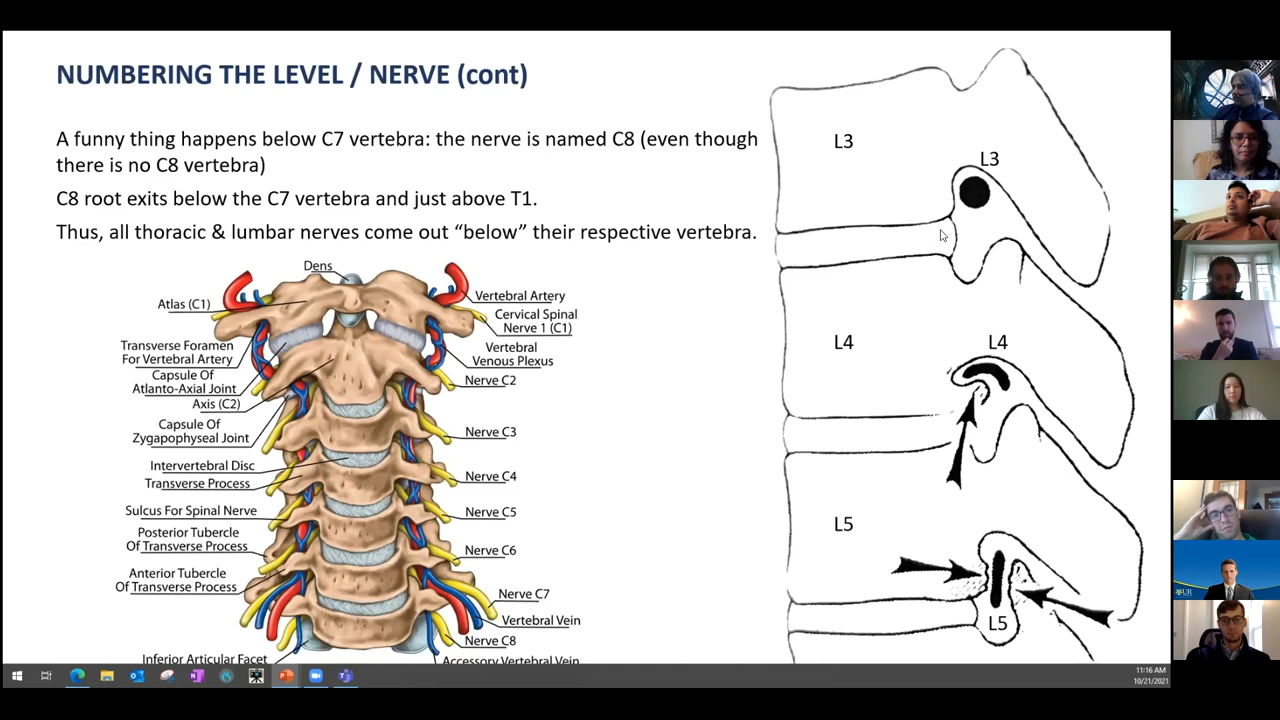 NUMBERING THE LEVEL / NERVE (cont)
A funny thing happens below C7 vertebra: the nerve is named C8 (even though
there is no C8 vertebra)
C8 root exits below the C7 vertebra and just above T1.
Thus, all thoracic & lumbar nerves come out “below” their respective vertebra.
Dens
Atlas (C1)
Transverse Foramen
For Vertebral Artery
Capsule Of
Atlanto-Axial Joint
Axis (C2)
Capsule Of
Zygapophyseal Joint
Intervertebral Disc
Transverse Process
Sulcus For Spinal Nerve
Posterior Tubercle
Of Transverse Process
Anterior Tubercle
Of Transverse Process
Inferior Articular Facet
Vertebral Artery
Cervical Spinal
Nerve 1 (C1)
Vertebral
Venous Plexus
Nerve C2
Nerve C3
Nerve C4
Nerve C5
Nerve C6
Nerve C7
Vertebral Vein
Nerve C8
Accessory Vertebral Vein
L3
L3
L4
L4
L5
L5
UR
11:16 AM
10/21/2021